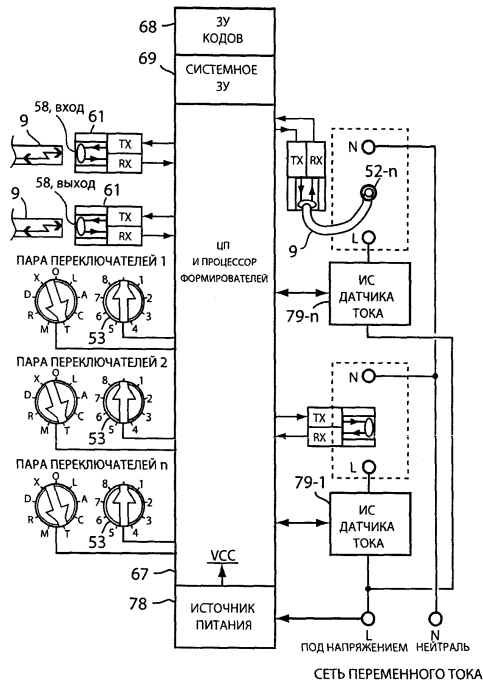 68
ЗУ
КОДОВ
69
СИСТЕМНОЕ
ЗУ
58, вход
61
9
TX
RX
58, выход
61
9
TX
RX
TX
RX
N
52-n
9
L
ЦП
И ПРОЦЕССОР
ФОРМИРОВАТЕЛЕЙ
ИС
ДАТЧИКА
ТОКА
79-n
ПАРА ПЕРЕКЛЮЧАТЕЛЕЙ 1
X O L A C T M R D
8 1 2 3 4 5 6 7
53
ПАРА ПЕРЕКЛЮЧАТЕЛЕЙ 2
X O L A C T M R D
8 1 2 3 4 5 6 7
53
N
TX
RX
L
ПАРА ПЕРЕКЛЮЧАТЕЛЕЙ n
X O L A C T M R D
8 1 2 3 4 5 6 7
53
79-1
ИС
ДАТЧИКА
ТОКА
67
VCC
78
ИСТОЧНИК
ПИТАНИЯ
L
N
ПОД НАПРЯЖЕНИЕМ
НЕЙТРАЛЬ
СЕТЬ ПЕРЕМЕННОГО ТОКА